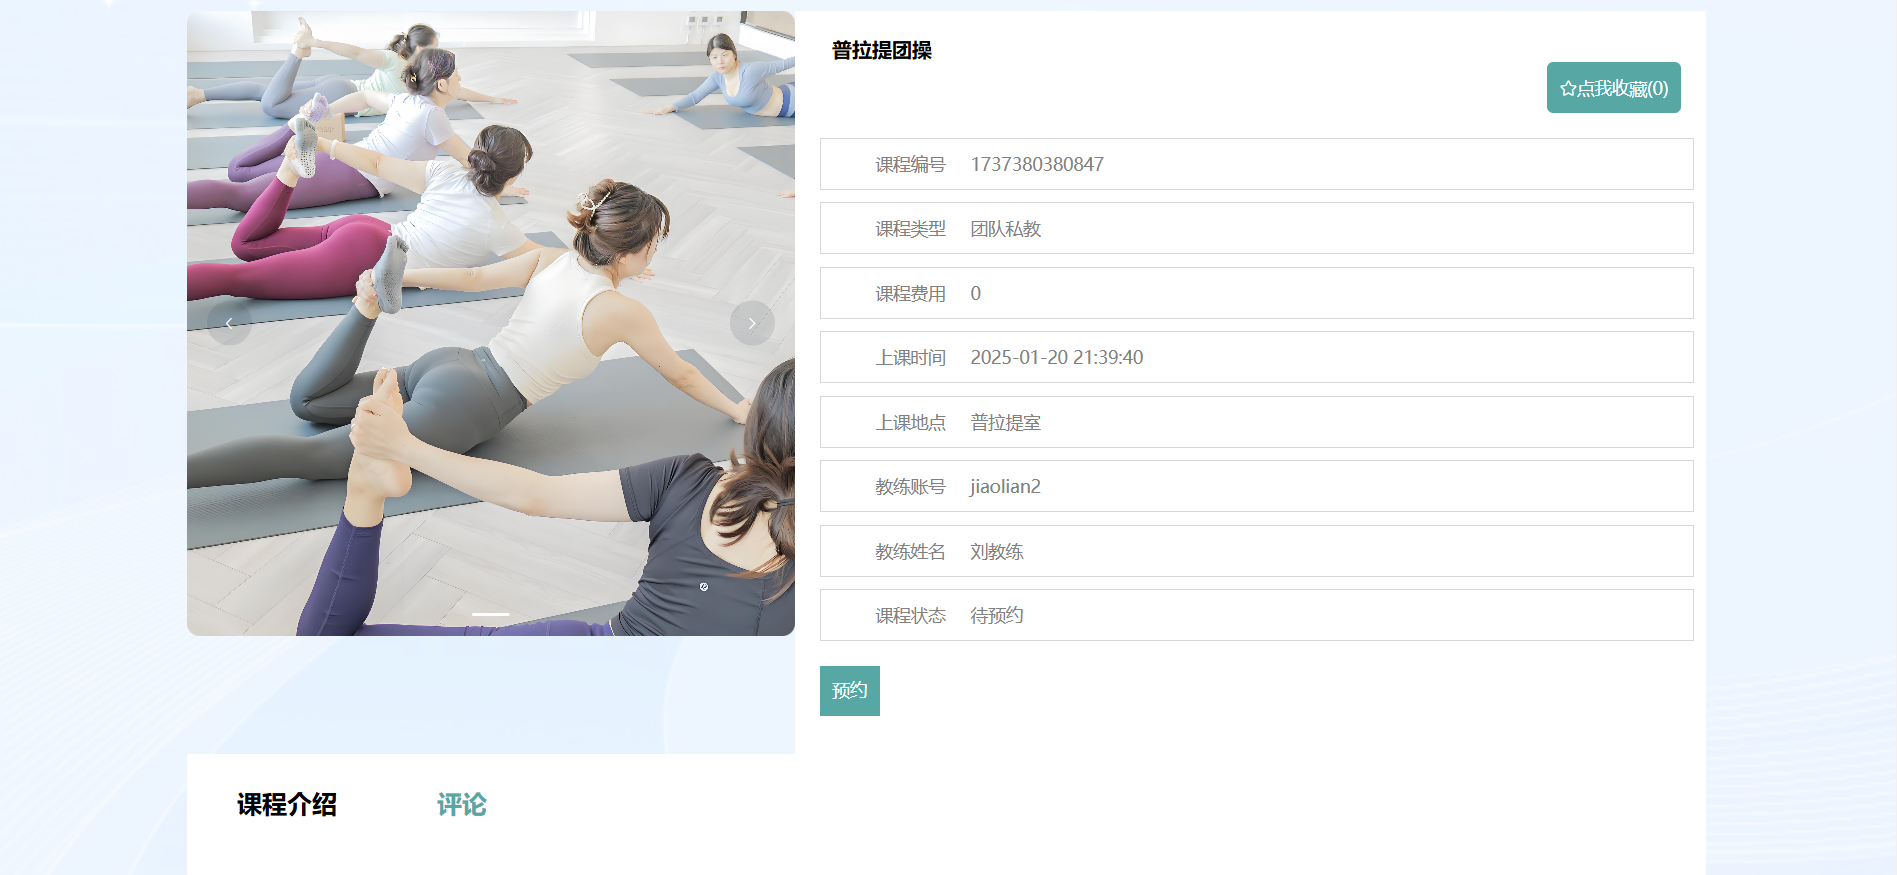 普拉提团操
☆点我收藏(0)
课程编号 1737380380847
课程类型 团队私教
课程费用 0
上课时间 2025-01-20 21:39:40
上课地点 普拉提室
教练账号 jiaolian2
教练姓名 刘教练
课程状态 待预约
预约
课程介绍 评论